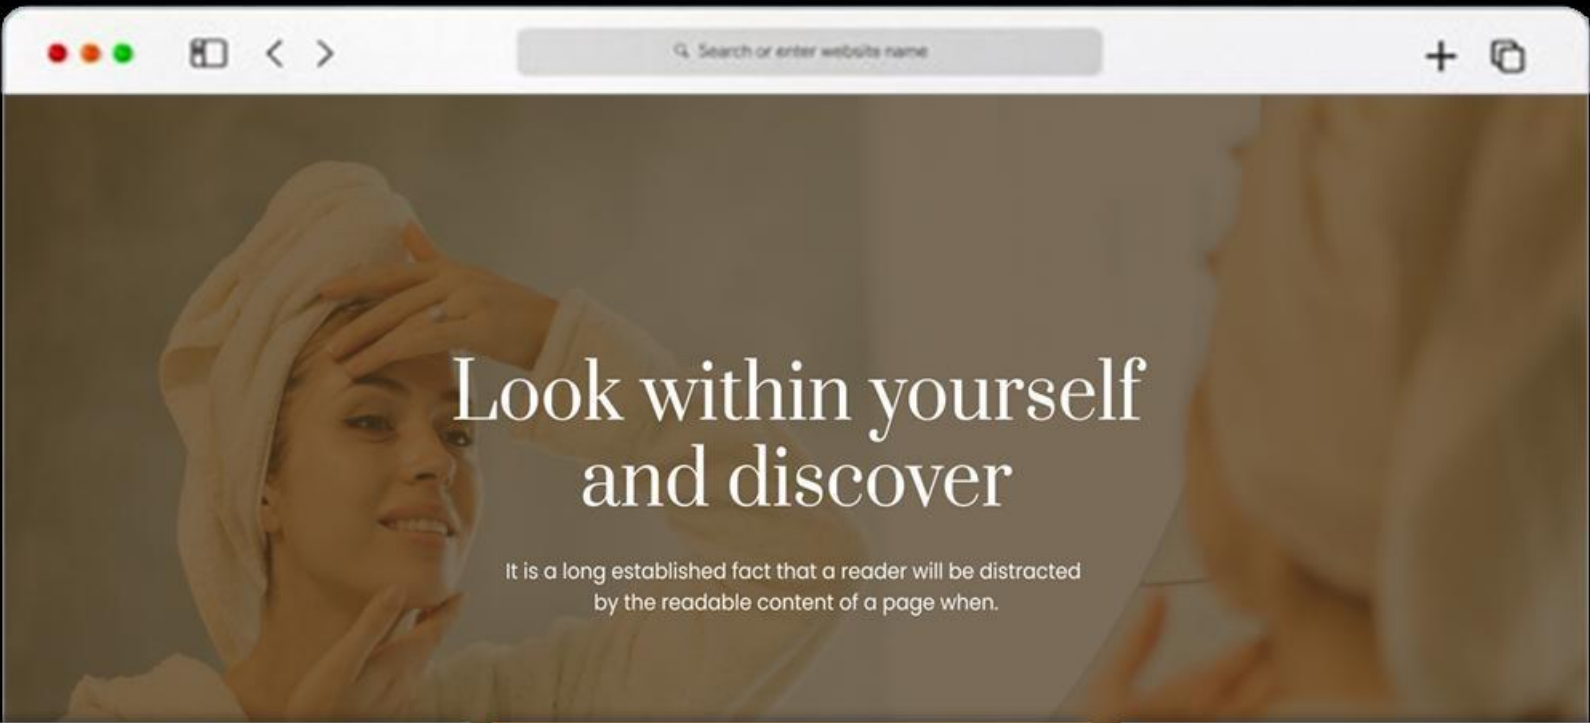 Search or enter website name
Look within yourself
and discover
It is a long established fact that a reader will be distracted
by the readable content of a page when.